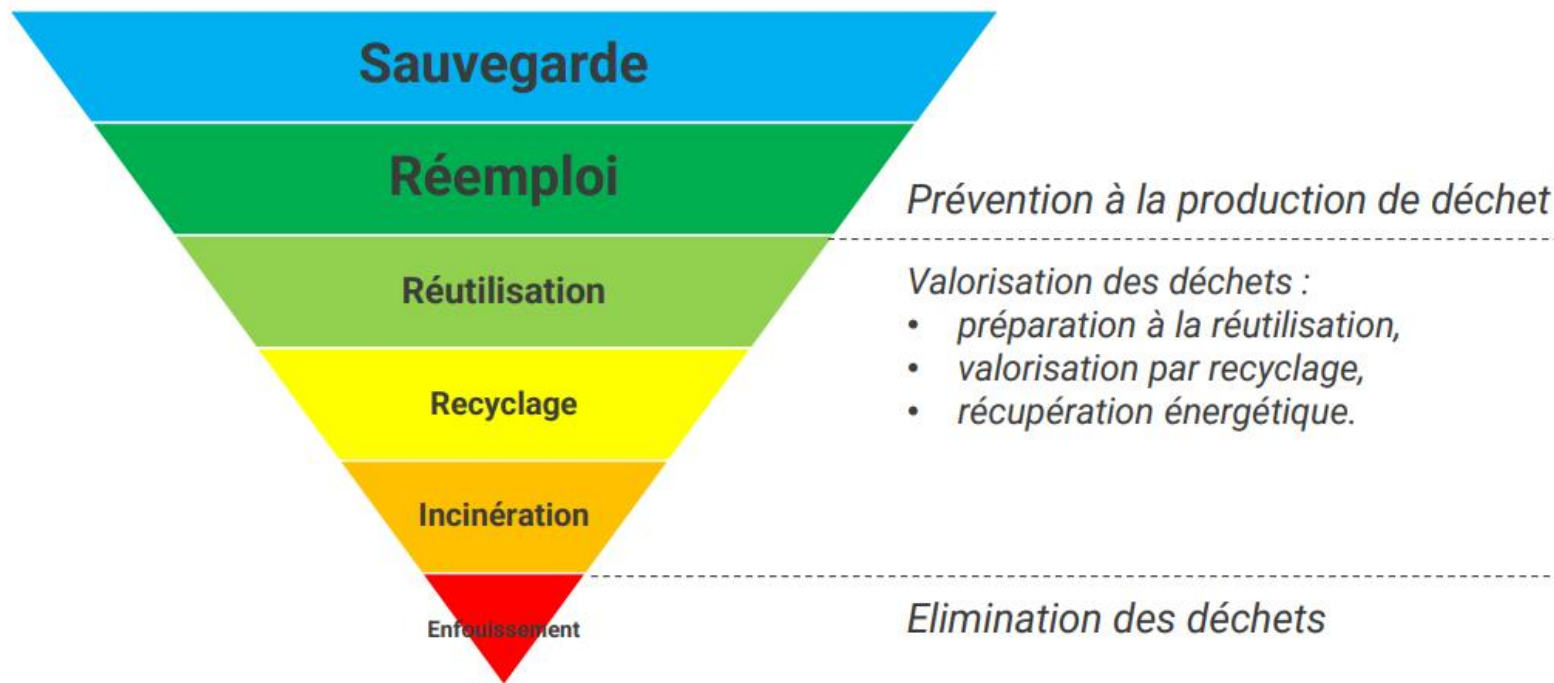 Sauvegarde
Réemploi
Prévention à la production de déchet
Réutilisation
Valorisation des déchets :
• préparation à la réutilisation,
• valorisation par recyclage,
• récupération énergétique.
Recyclage
Incinération
Enfouissement
Elimination des déchets